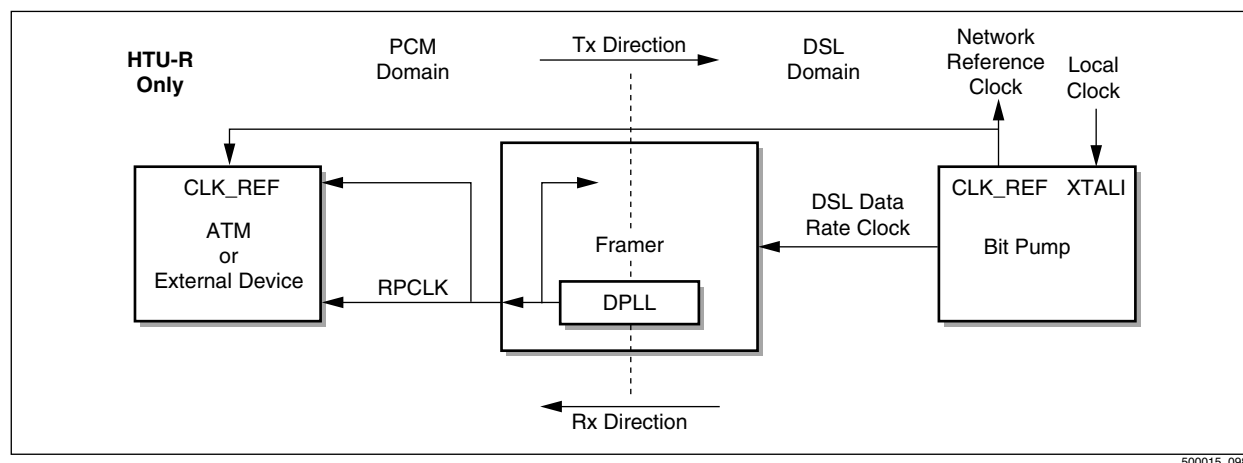 HTU-R
Only
PCM
Domain
Tx Direction
DSL
Domain
Network
Reference
Clock
Local
Clock
CLK_REF
ATM
or
External Device
RPCLK
Framer
DPLL
DSL Data
Rate Clock
CLK_REF XTALI
Bit Pump
Rx Direction